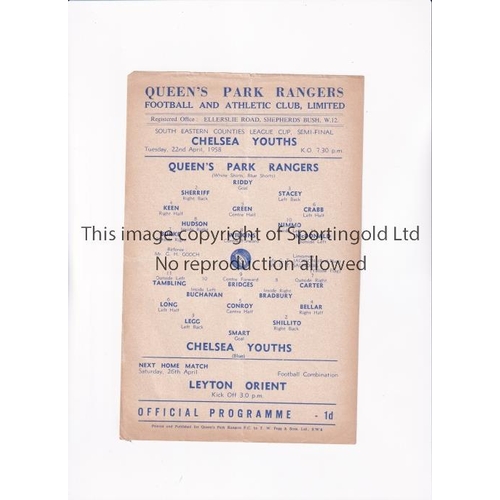 QUEEN'S PARK RANGERS
FOOTBALL AND ATHLETIC CLUB, LIMITED
Registered Office : ELLERSLIE ROAD, SHEPHERDS BUSH, W.12.
SOUTH EASTERN COUNTIES LEAGUE CUP, SEMI-FINAL
CHELSEA YOUTHS
Tuesday, 22nd April, 1958 K.O. 7.30 p.m.
QUEEN'S PARK RANGERS
(White Shirts, Blue Shorts)
RIDDY
Goal
SHERRIFF STACEY
Right Back Left Back
KEEN GREEN CRABB
Right Half Centre Half Left Half
HUDSON
This image copyright of Sportingold Ltd
Referee :
Mr. C. H. GOOCH
No reproduction allowed
11 10
Outside Left Centre Forward Outside Right
TAMBLING BRIDGES CARTER
Inside Left Inside Right
BUCHANAN BRADBURY
LONG CONROY BELLAR
Left Half Centre Half Right Half
LEGG SHILLITO
Left Back Right Back
SMART
Goal
CHELSEA YOUTHS
(Blue)
NEXT HOME MATCH
Saturday, 26th April Football Combination
LEYTON ORIENT
Kick Off 3.0 p.m.
OFFICIAL PROGRAMME - 1d